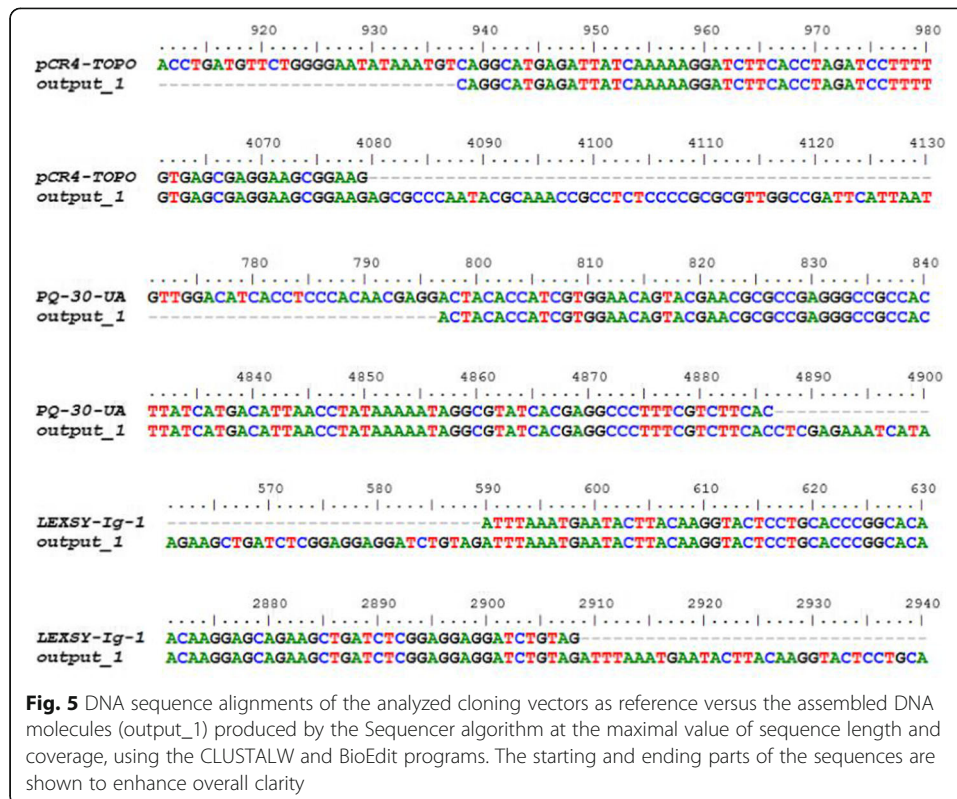 920 930 940 950 960 970 980
pCR4-TOPO ACCTGATGTTCTGGGGAATATAAATGTCAGGCATGAGATTATCAAAAAGGATCTTCACCTAGATCCTTTT
output_1 ---------------------------CAGGCATGAGATTATCAAAAAGGATCTTCACCTAGATCCTTTT
4070 4080 4090 4100 4110 4120 4130
pCR4-TOPO GTGAGCGAGGAAGCGGAAG---------------------------------------------------
output_1 GTGAGCGAGGAAGCGGAAGAGCGCCCAATACGCAAACCGCCTCTCCCCGCGCGTTGGCCGATTCATTAAT
780 790 800 810 820 830 840
PQ-30-UA GTTGGACATCACCTCCCACAACGAGGACTACACCATCGTGGAACAGTACGAACGCGCCGAGGGCCGCCAC
output_1 --------------------------ACTACACCATCGTGGAACAGTACGAACGCGCCGAGGGCCGCCAC
4840 4850 4860 4870 4880 4890 4900
PQ-30-UA TTATCATGACATTAACCTATAAAAATAGGCGTATCACGAGGCCCTTTCGTCTTCAC--------------
output_1 TTATCATGACATTAACCTATAAAAATAGGCGTATCACGAGGCCCTTTCGTCTTCACCTCGAGAAATCATA
570 580 590 600 610 620 630
LEXSY-Ig-1 -----------------------------ATTTAAATGAATACTTACAAGGTACTCCTGCACCCGGCACA
output_1 AGAAGCTGATCTCGGAGGAGGATCTGTAGATTTAAATGAATACTTACAAGGTACTCCTGCACCCGGCACA
2880 2890 2900 2910 2920 2930 2940
LEXSY-Ig-1 ACAAGGAGCAGAAGCTGATCTCGGAGGAGGATCTGTAG--------------------------------
output_1 ACAAGGAGCAGAAGCTGATCTCGGAGGAGGATCTGTAGATTTAAATGAATACTTACAAGGTACTCCTGCA
Fig. 5 DNA sequence alignments of the analyzed cloning vectors as reference versus the assembled DNA
molecules (output_1) produced by the Sequencer algorithm at the maximal value of sequence length and
coverage, using the CLUSTALW and BioEdit programs. The starting and ending parts of the sequences are
shown to enhance overall clarity